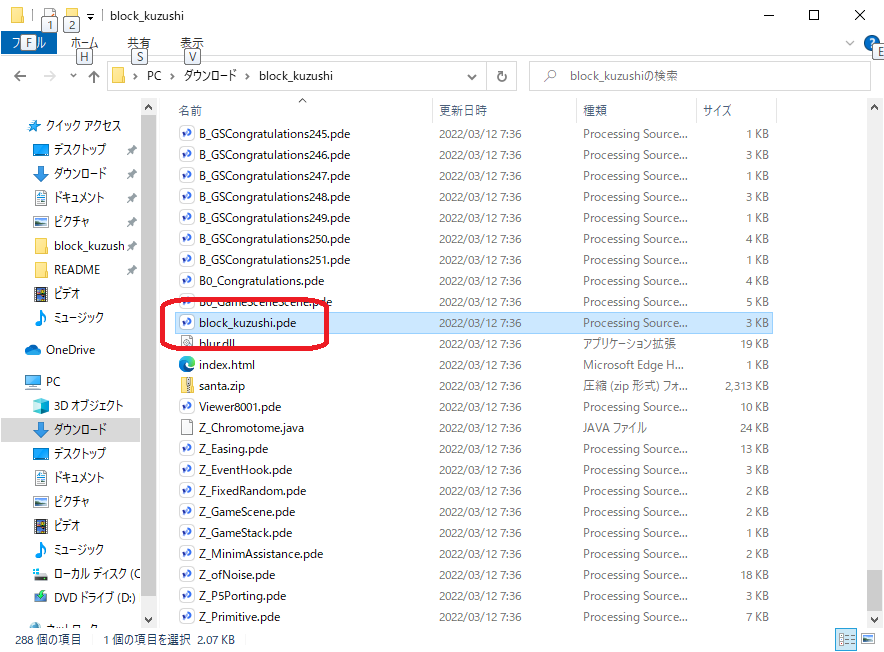 block_kuzushi
1 2
ファイル ホーム 共有 表示
F H S V E
PC ダウンロード block_kuzushi
block_kuzushiの検索
クイック アクセス
デスクトップ
ダウンロード
ドキュメント
ピクチャ
block_kuzush
README
ビデオ
ミュージック
OneDrive
PC
3D オブジェクト
ダウンロード
デスクトップ
ドキュメント
ピクチャ
ビデオ
ミュージック
ローカル ディスク (C
DVD ドライブ (D:)
ネットワーク
名前 更新日時 種類 サイズ
B_GSCongratulations245.pde 2022/03/12 7:36 Processing Source... 1 KB
B_GSCongratulations246.pde 2022/03/12 7:36 Processing Source... 3 KB
B_GSCongratulations247.pde 2022/03/12 7:36 Processing Source... 1 KB
B_GSCongratulations248.pde 2022/03/12 7:36 Processing Source... 3 KB
B_GSCongratulations249.pde 2022/03/12 7:36 Processing Source... 1 KB
B_GSCongratulations250.pde 2022/03/12 7:36 Processing Source... 4 KB
B_GSCongratulations251.pde 2022/03/12 7:36 Processing Source... 1 KB
B0_Congratulations.pde 2022/03/12 7:36 Processing Source... 4 KB
B0_GameSceneScene.pde 2022/03/12 7:36 Processing Source... 5 KB
block_kuzushi.pde 2022/03/12 7:36 Processing Source... 3 KB
blur.dll 2022/03/12 7:36 アプリケーション拡張 19 KB
index.html 2022/03/12 7:36 Microsoft Edge H... 1 KB
santa.zip 2022/03/12 7:36 圧縮 (zip 形式) フォ... 2,313 KB
Viewer8001.pde 2022/03/12 7:36 Processing Source... 10 KB
Z_Chromotome.java 2022/03/12 7:36 JAVA ファイル 24 KB
Z_Easing.pde 2022/03/12 7:36 Processing Source... 13 KB
Z_EventHook.pde 2022/03/12 7:36 Processing Source... 3 KB
Z_FixedRandom.pde 2022/03/12 7:36 Processing Source... 2 KB
Z_GameScene.pde 2022/03/12 7:36 Processing Source... 2 KB
Z_GameStack.pde 2022/03/12 7:36 Processing Source... 1 KB
Z_MinimAssistance.pde 2022/03/12 7:36 Processing Source... 2 KB
Z_ofNoise.pde 2022/03/12 7:36 Processing Source... 18 KB
Z_P5Porting.pde 2022/03/12 7:36 Processing Source... 3 KB
Z_Primitive.pde 2022/03/12 7:36 Processing Source... 7 KB
288 個の項目 1 個の項目を選択 2.07 KB